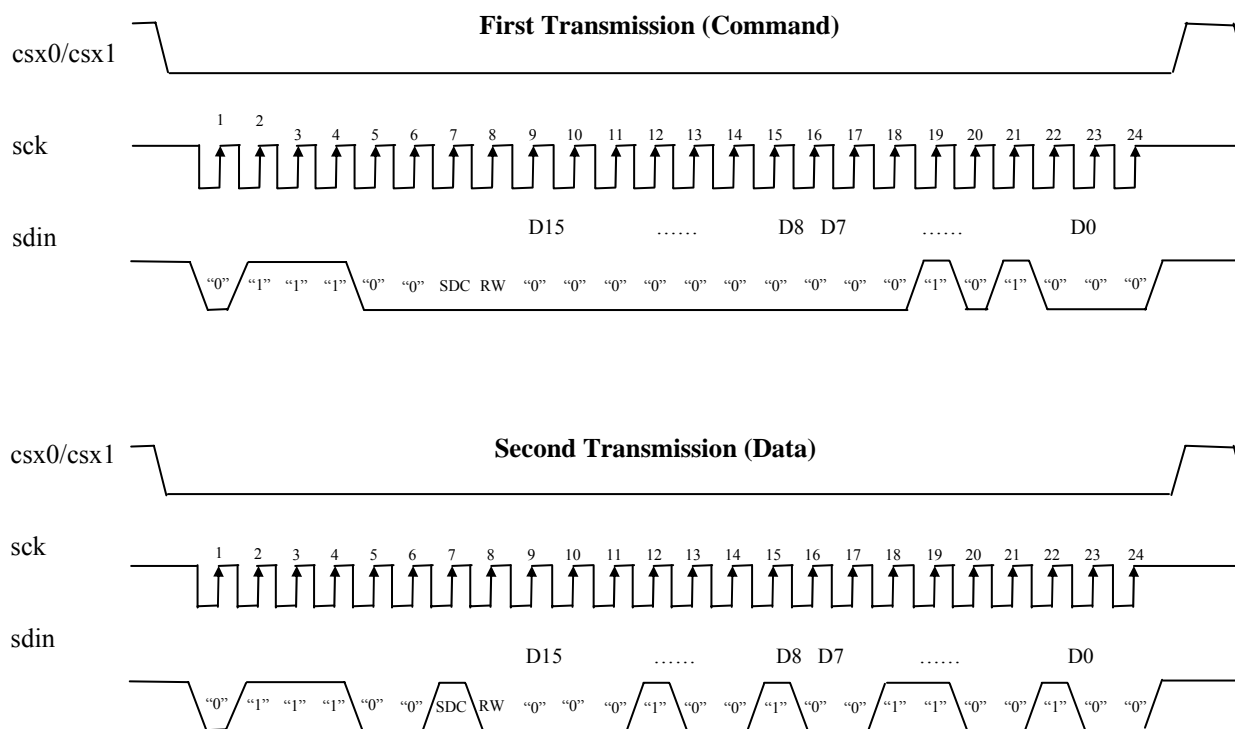 First Transmission (Command)
csx0/csx1
1 2 3 4 5 6 7 8 9 10 11 12 13 14 15 16 17 18 19 20 21 22 23 24
sck
D15 …… D8 D7 …… D0
sdin
“0” “1” “1” “1” “0” “0” SDC RW “0” “0” “0” “0” “0” “0” “0” “0” “0” “0” “1” “0” “1” “0” “0” “0”
Second Transmission (Data)
csx0/csx1
1 2 3 4 5 6 7 8 9 10 11 12 13 14 15 16 17 18 19 20 21 22 23 24
sck
sdin
D15 …… D8 D7 …… D0
“0” “1” “1” “1” “0” “0” SDC RW “0” “0” “0” “1” “0” “0” “1” “0” “0” “1” “1” “0” “0” “1” “0” “0”